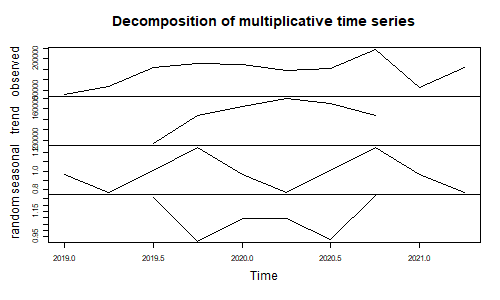 Decomposition of multiplicative time series
observed
200000
trend
160000
seasonal
1.0
0.8
random
1.15
0.95
2019.0 2019.5 2020.0 2020.5 2021.0
Time